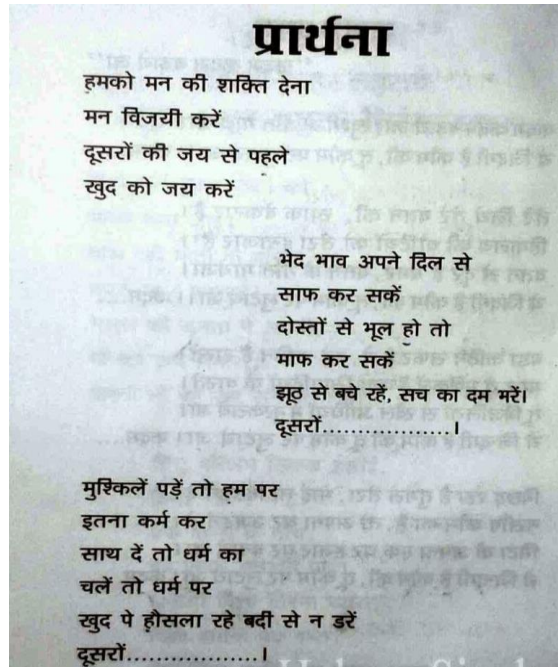 प्रार्थना
हमको मन की शक्ति देना
मन विजयी करें
दूसरों की जय से पहले
खुद को जय करें
भेद भाव अपने दिल से
साफ कर सकें
दोस्तों से भूल हो तो
माफ कर सकें
झूठ से बचे रहें, सच का दम भरें।
दूसरों..................।
मुश्किलें पड़ें तो हम पर
इतना कर्म कर
साथ दें तो धर्म का
चलें तो धर्म पर
खुद पे हौसला रहे बदी से न डरें
दूसरों..................।